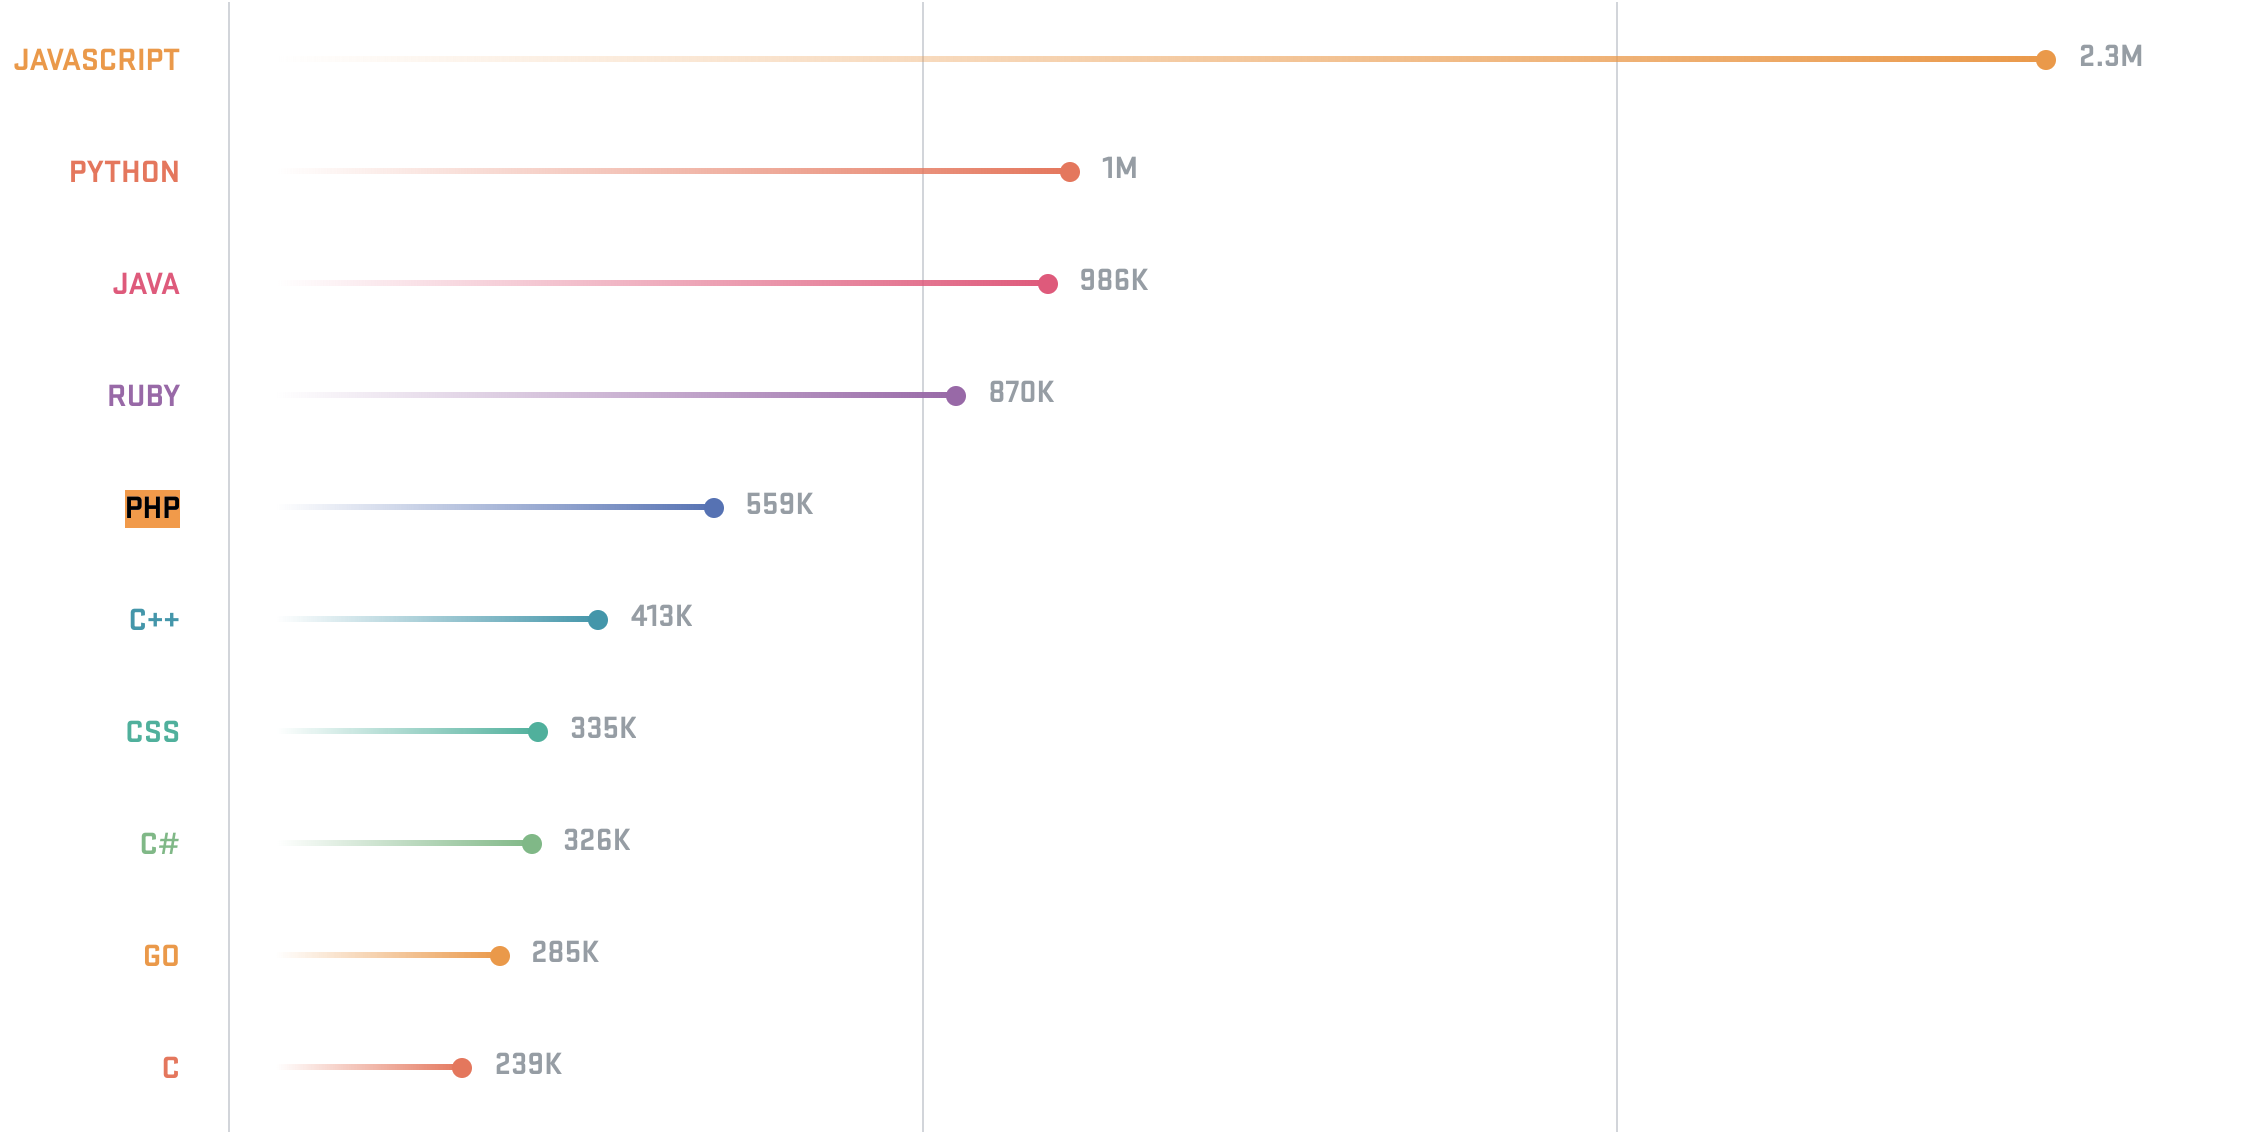 JAVASCRIPT 2.3M
PYTHON 1M
JAVA 986K
RUBY 870K
PHP 559K
C++ 413K
CSS 335K
C# 326K
GO 285K
C 239K